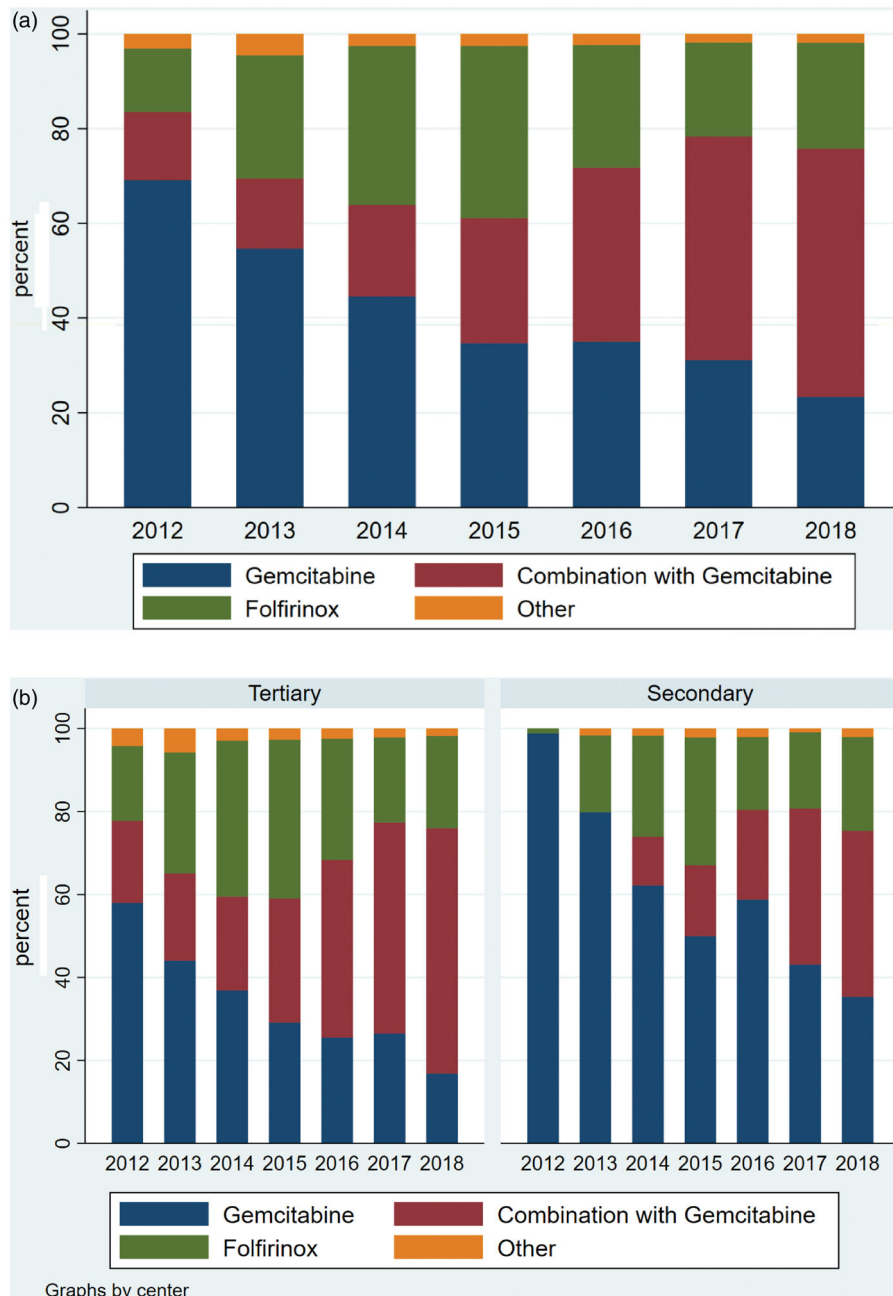 (a)
100
80
60
40
20
0
percent
2012 2013 2014 2015 2016 2017 2018
Gemcitabine Combination with Gemcitabine
Folfirinox Other
(b)
Tertiary Secondary
100
80
60
40
20
0
percent
2012 2013 2014 2015 2016 2017 2018 2012 2013 2014 2015 2016 2017 2018
Gemcitabine Combination with Gemcitabine
Folfirinox Other
Graphs by center